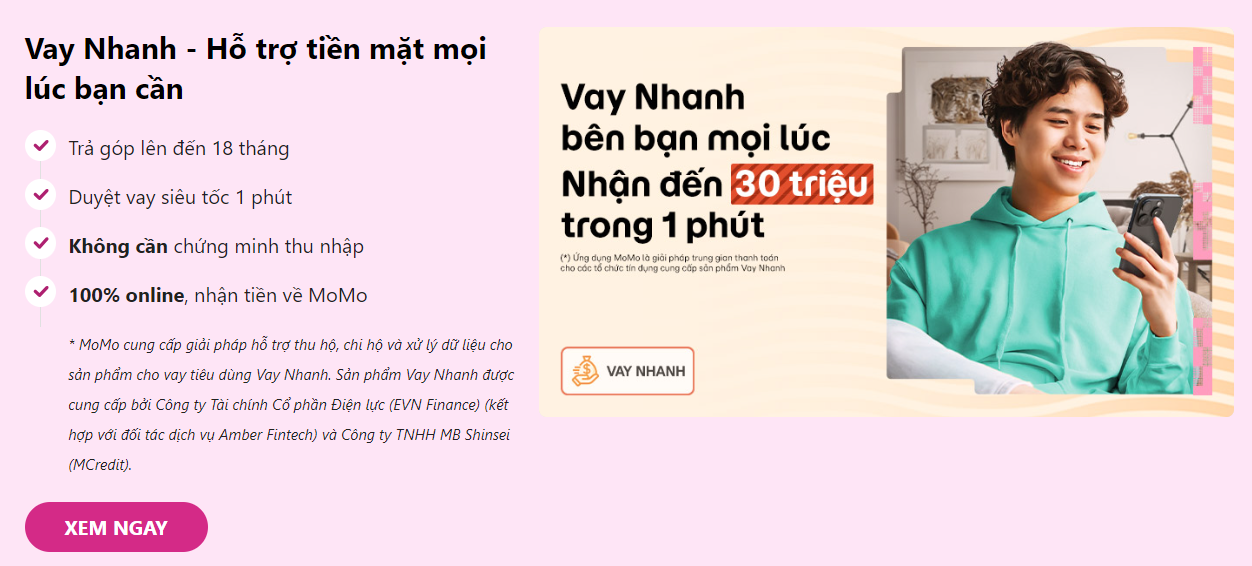 Vay Nhanh - Hỗ trợ tiền mặt mọi
lúc bạn cần
Trả góp lên đến 18 tháng
Duyệt vay siêu tốc 1 phút
Không cần chứng minh thu nhập
100% online, nhận tiền về MoMo
* MoMo cung cấp giải pháp hỗ trợ thu hộ, chi hộ và xử lý dữ liệu cho
sản phẩm cho vay tiêu dùng Vay Nhanh. Sản phẩm Vay Nhanh được
cung cấp bởi Công ty Tài chính Cổ phần Điện lực (EVN Finance) (kết
hợp với đối tác dịch vụ Amber Fintech) và Công ty TNHH MB Shinsei
(MCredit).
XEM NGAY
Vay Nhanh
bên bạn mọi lúc
Nhận đến 30 triệu
trong 1 phút
(*) Ứng dụng MoMo là giải pháp trung gian thanh toán
cho các tổ chức tín dụng cung cấp sản phẩm Vay Nhanh
VAY NHANH